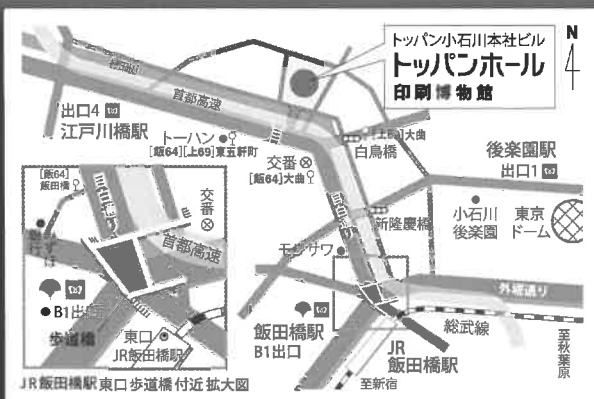 N
トッパン小石川本社ビル
トッパンホール
印刷博物館
首都高速
出口4
江戸川橋駅
トーハン
[飯64][上69]東五軒町
[上69]大曲
白鳥橋
交番
[飯64]大曲
後楽園駅
出口1
小石川
後楽園
東京
ドーム
新隆慶橋
モリサワ
外堀通り
飯田橋駅
B1出口
総武線
JR
飯田橋駅
至新宿
至秋葉原
[飯64]
飯田橋
交番
首都高速
みずほ
銀行
B1出口
歩道橋
東口
JR飯田橋駅
JR飯田橋駅東口歩道橋付近拡大図